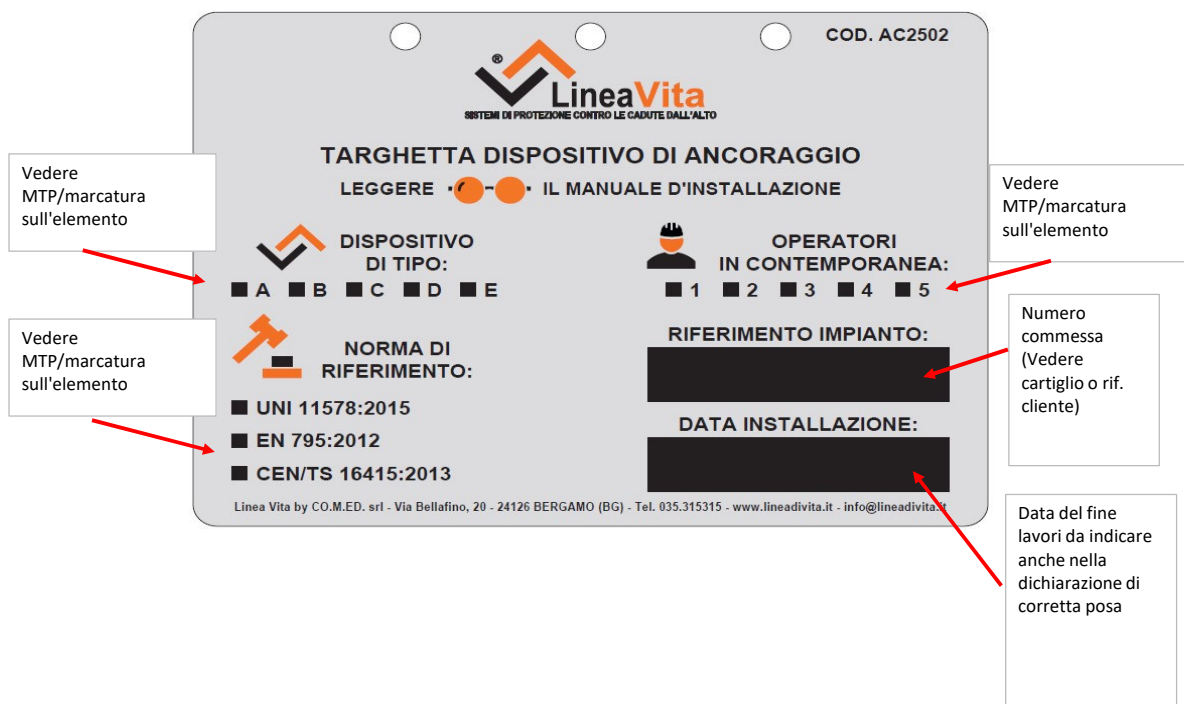 COD. AC2502
®
LineaVita
SISTEMI DI PROTEZIONE CONTRO LE CADUTE DALL'ALTO
TARGHETTA DISPOSITIVO DI ANCORAGGIO
LEGGERE IL MANUALE D'INSTALLAZIONE
Vedere
MTP/marcatura
sull'elemento
DISPOSITIVO
DI TIPO:
A B C D E
OPERATORI
IN CONTEMPORANEA:
1 2 3 4 5
Vedere
MTP/marcatura
sull'elemento
Vedere
MTP/marcatura
sull'elemento
NORMA DI
RIFERIMENTO:
UNI 11578:2015
EN 795:2012
CEN/TS 16415:2013
RIFERIMENTO IMPIANTO:
Numero
commessa
(Vedere
cartiglio o rif.
cliente)
DATA INSTALLAZIONE:
Data del fine
lavori da indicare
anche nella
dichiarazione di
corretta posa
Linea Vita by CO.M.ED. srl - Via Bellafino, 20 - 24126 BERGAMO (BG) - Tel. 035.315315 - www.lineadivita.it - info@lineadivita.it